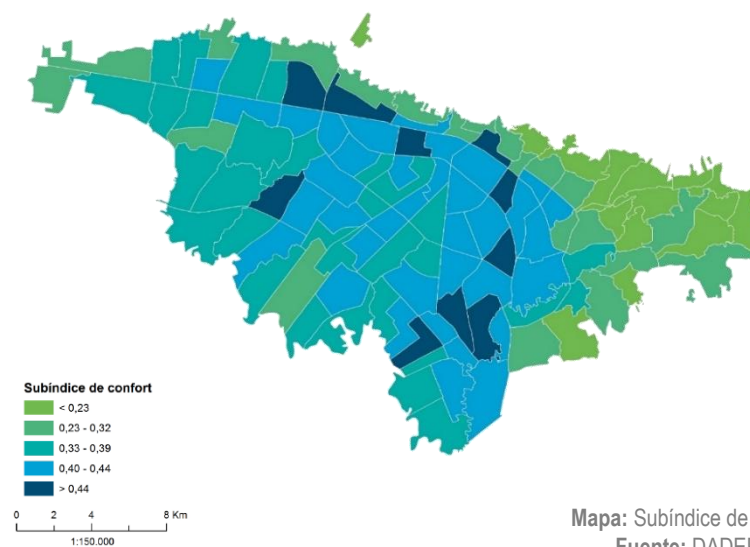 Subíndice de confort
< 0,23
0,23 - 0,32
0,33 - 0,39
0,40 - 0,44
> 0,44
0 2 4 8 Km
1:150.000
Mapa: Subíndice de
Fuente: